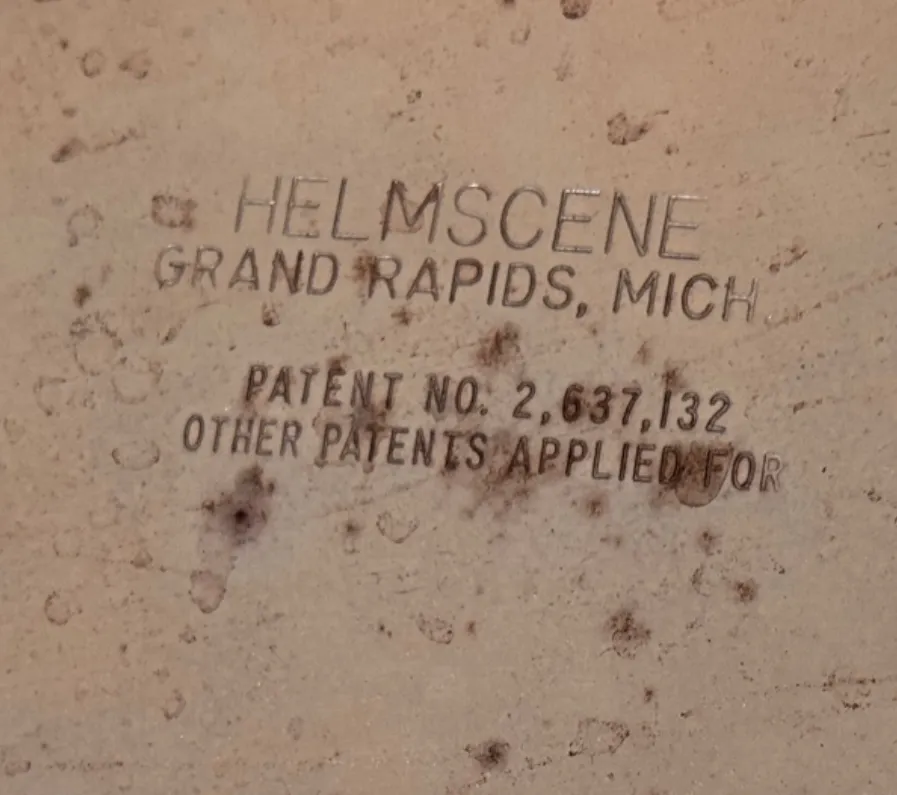 HELMSCENE
GRAND RAPIDS, MICH.
PATENT NO. 2,637,132
OTHER PATENTS APPLIED FOR